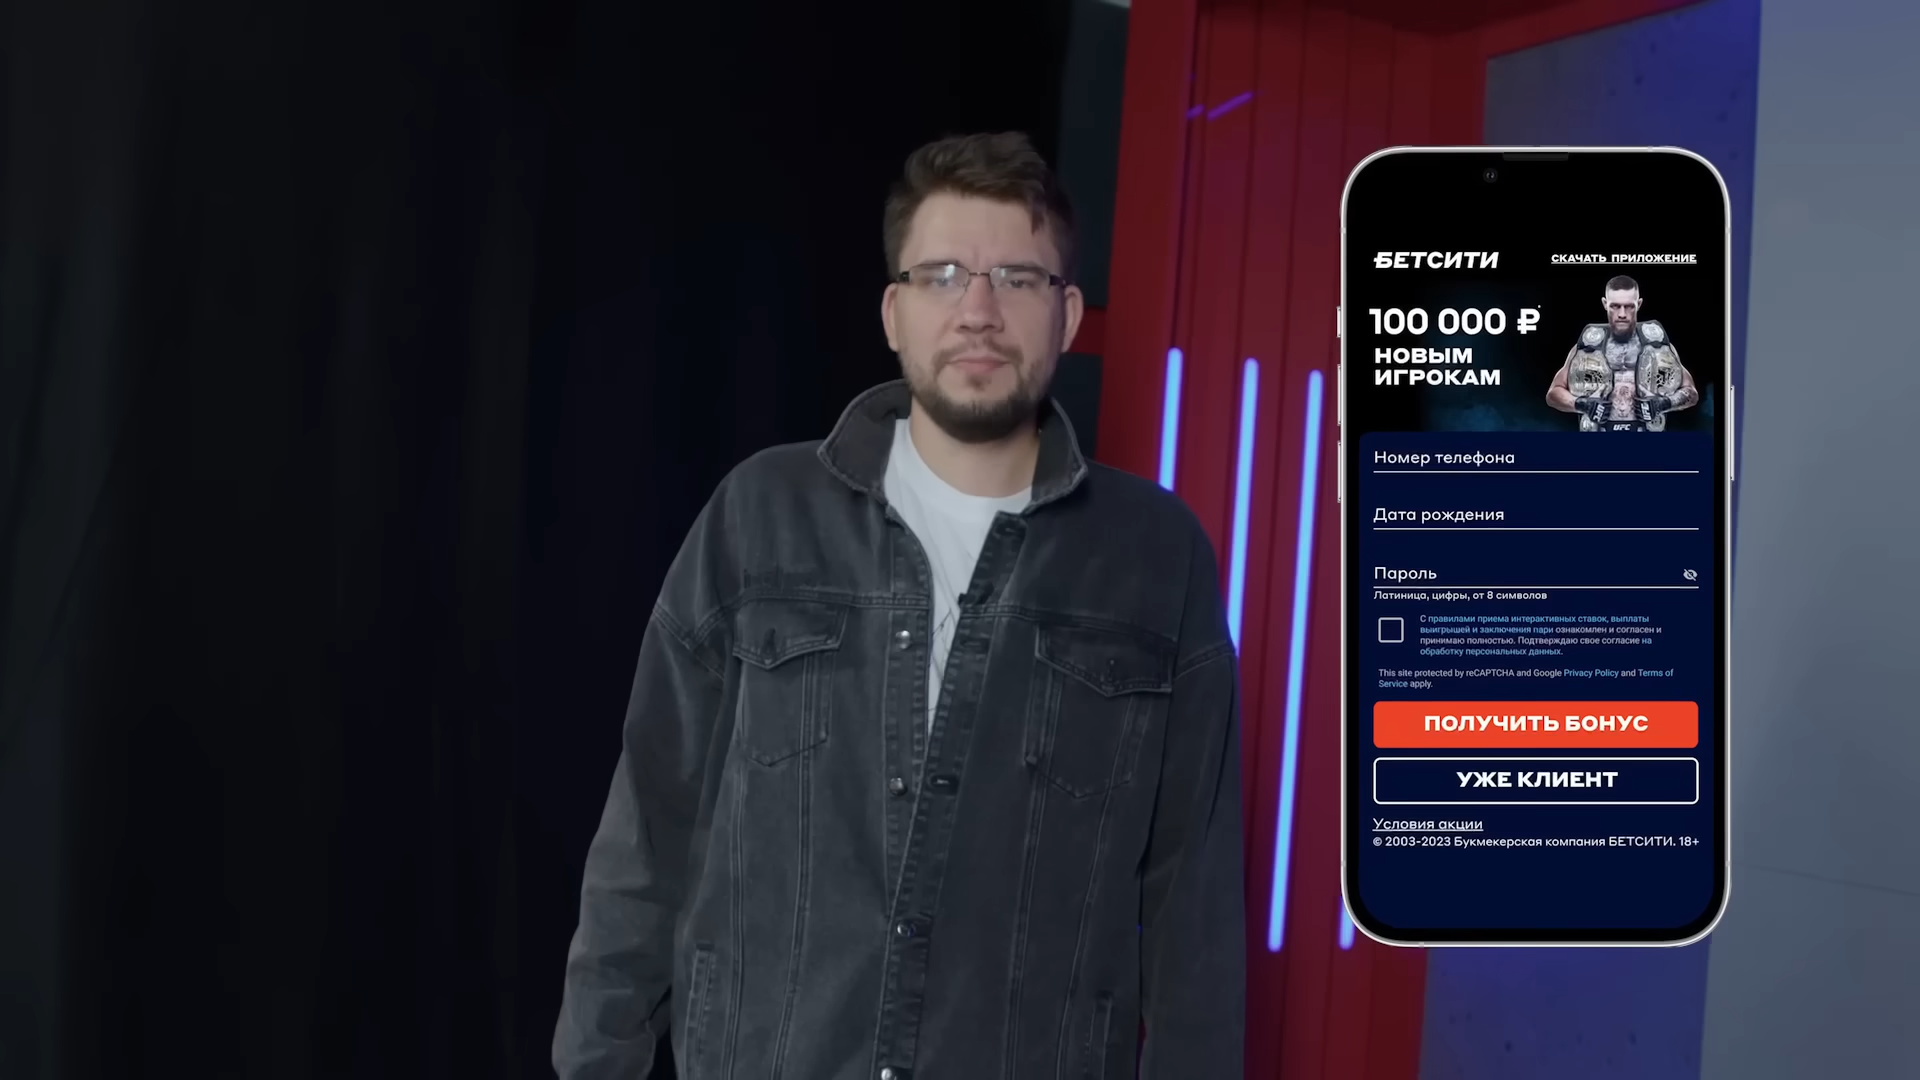 БЕТСИТИ
СКАЧАТЬ ПРИЛОЖЕНИЕ
100 000 ₽*
НОВЫМ
ИГРОКАМ
UFC
UFC
UFC
Номер телефона
Дата рождения
Пароль
Латиница, цифры, от 8 символов
С правилами приема интерактивных ставок, выплаты
выигрышей и заключения пари ознакомлен и согласен и
принимаю полностью. Подтверждаю свое согласие на
обработку персональных данных.
This site protected by reCAPTCHA and Google Privacy Policy and Terms of
Service apply.
ПОЛУЧИТЬ БОНУС
УЖЕ КЛИЕНТ
Условия акции
© 2003-2023 Букмекерская компания БЕТСИТИ. 18+